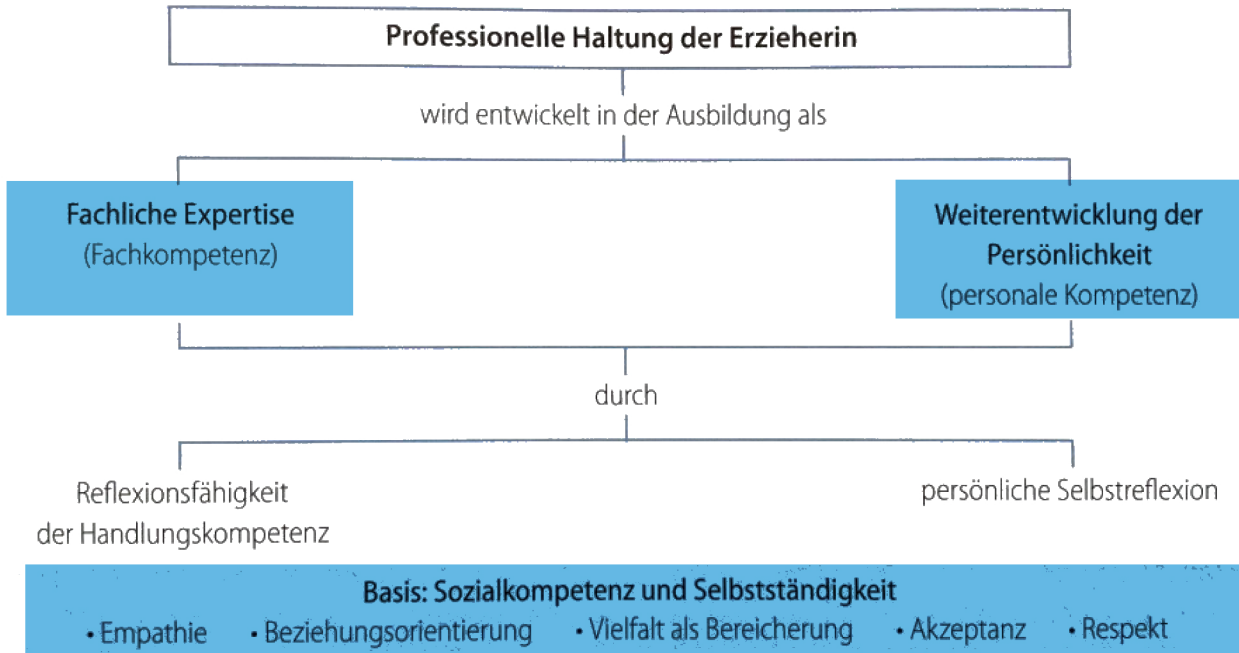 Professionelle Haltung der Erzieherin
wird entwickelt in der Ausbildung als
Fachliche Expertise
(Fachkompetenz)
Weiterentwicklung der
Persönlichkeit
(personale Kompetenz)
durch
Reflexionsfähigkeit
der Handlungskompetenz
persönliche Selbstreflexion
Basis: Sozialkompetenz und Selbstständigkeit
• Empathie • Beziehungsorientierung • Vielfalt als Bereicherung • Akzeptanz • Respekt